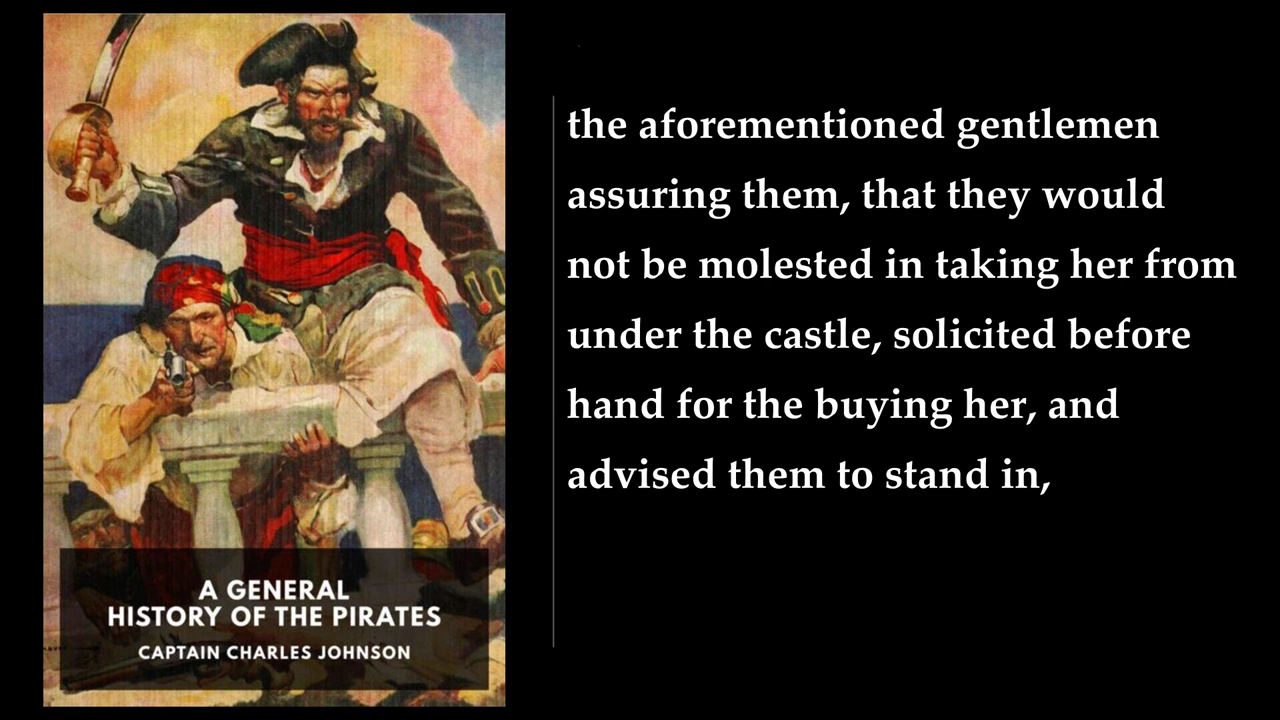 A GENERAL
HISTORY OF THE PIRATES
CAPTAIN CHARLES JOHNSON
the aforementioned gentlemen
assuring them, that they would
not be molested in taking her from
under the castle, solicited before
hand for the buying her, and
advised them to stand in,